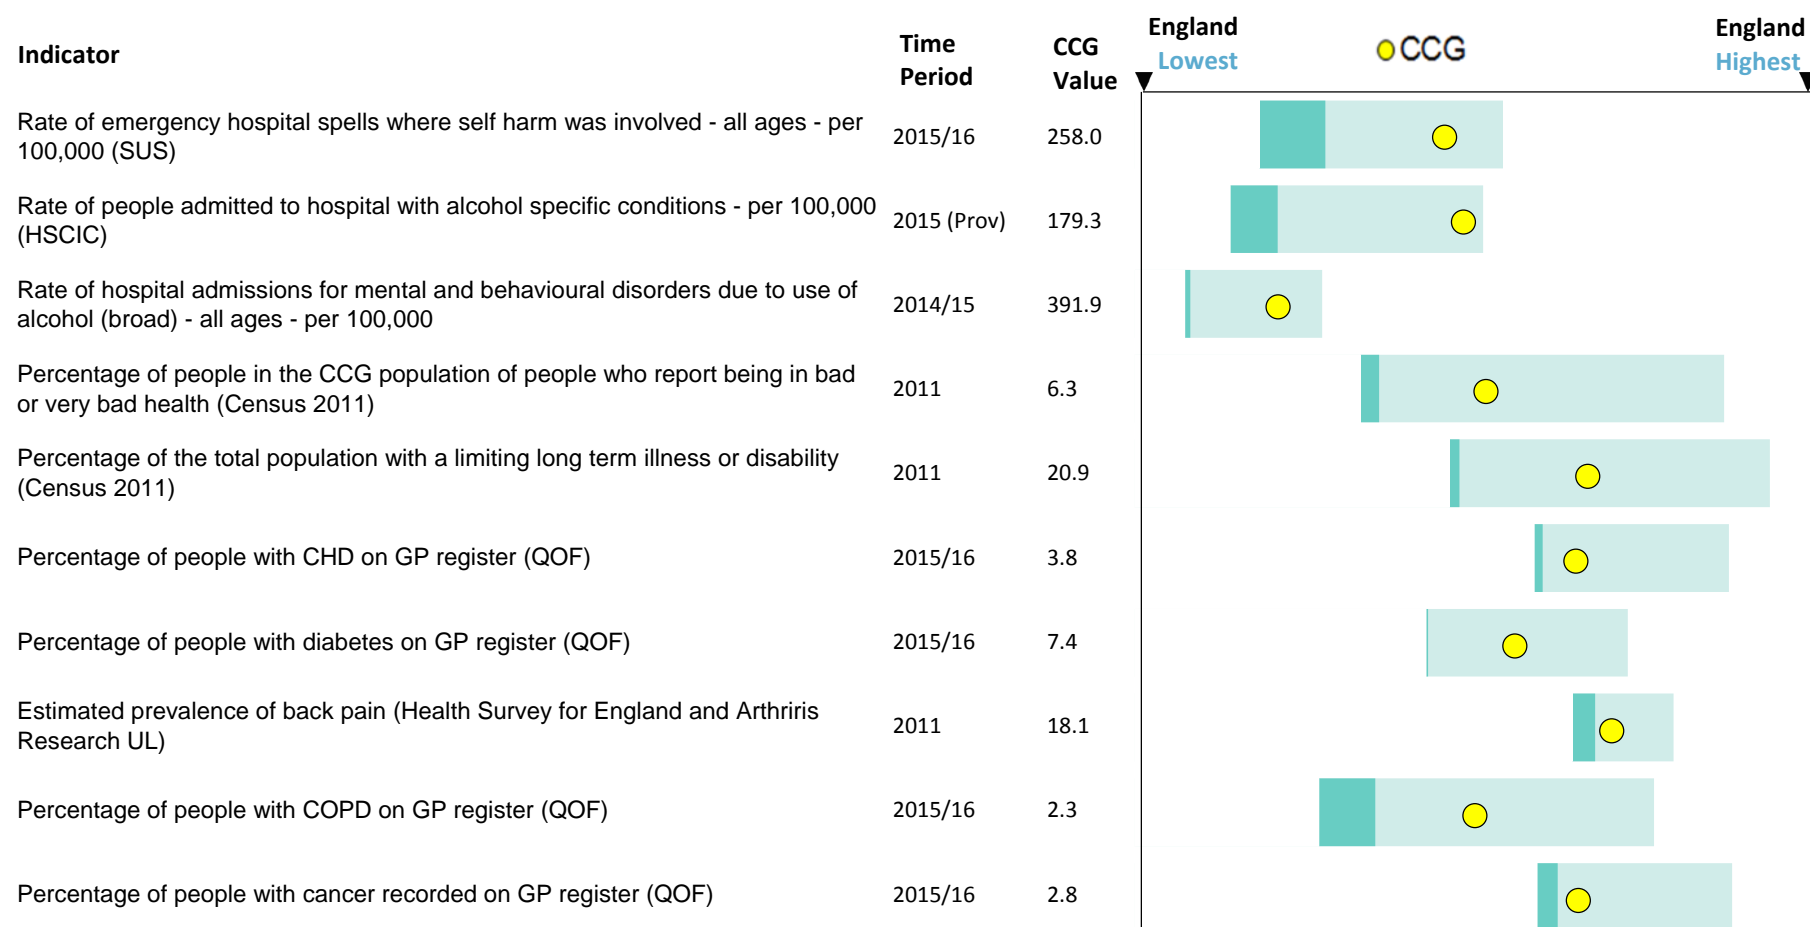 Indicator
Time
Period
CCG
Value
England
Lowest
CCG
England
Highest
Rate of emergency hospital spells where self harm was involved - all ages - per
100,000 (SUS)
2015/16
258.0
Rate of people admitted to hospital with alcohol specific conditions - per 100,000
(HSCIC)
2015 (Prov)
179.3
Rate of hospital admissions for mental and behavioural disorders due to use of
alcohol (broad) - all ages - per 100,000
2014/15
391.9
Percentage of people in the CCG population of people who report being in bad
or very bad health (Census 2011)
2011
6.3
Percentage of the total population with a limiting long term illness or disability
(Census 2011)
2011
20.9
Percentage of people with CHD on GP register (QOF)
2015/16
3.8
Percentage of people with diabetes on GP register (QOF)
2015/16
7.4
Estimated prevalence of back pain (Health Survey for England and Arthriris
Research UL)
2011
18.1
Percentage of people with COPD on GP register (QOF)
2015/16
2.3
Percentage of people with cancer recorded on GP register (QOF)
2015/16
2.8